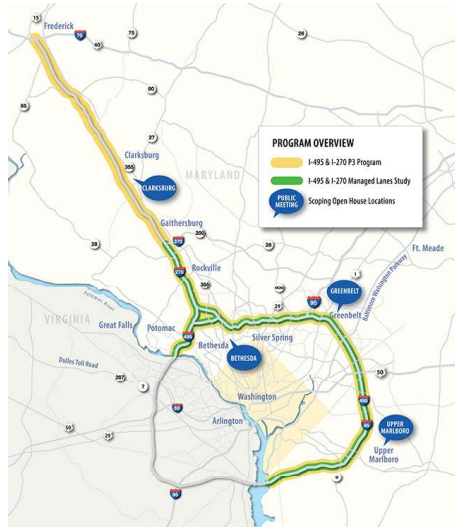 15
Frederick
70
40
75
26
85
80
27
Clarksburg
355
CLARKSBURG
MARYLAND
PROGRAM OVERVIEW
I-495 & I-270 P3 Program
I-495 & I-270 Managed Lanes Study
PUBLIC
MEETING
Scoping Open House Locations
Gaithersburg
370
200
28
28
270
Rockville
355
Ft. Meade
1
Baltimore Washington Parkway
GREENBELT
95
29
Greenbelt
VIRGINIA
Potomac River
Great Falls
Potomac
495
Bethesda
Silver Spring
BETHESDA
Dulles Toll Road
267
7
50
Washington
66
Arlington
495
95
UPPER
MARLBORO
Upper
Marlboro
50
29
95